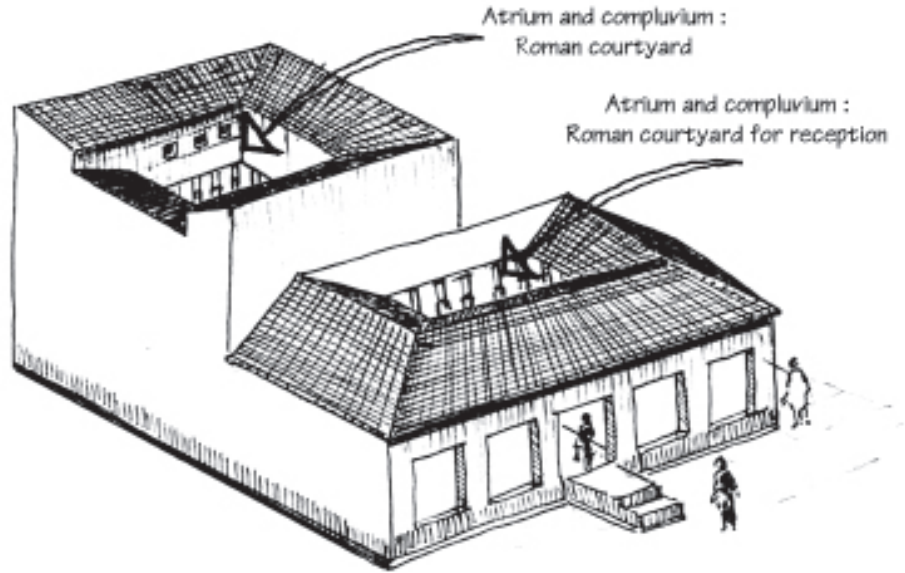 Atrium and compluvium :
Roman courtyard
Atrium and compluvium :
Roman courtyard for reception